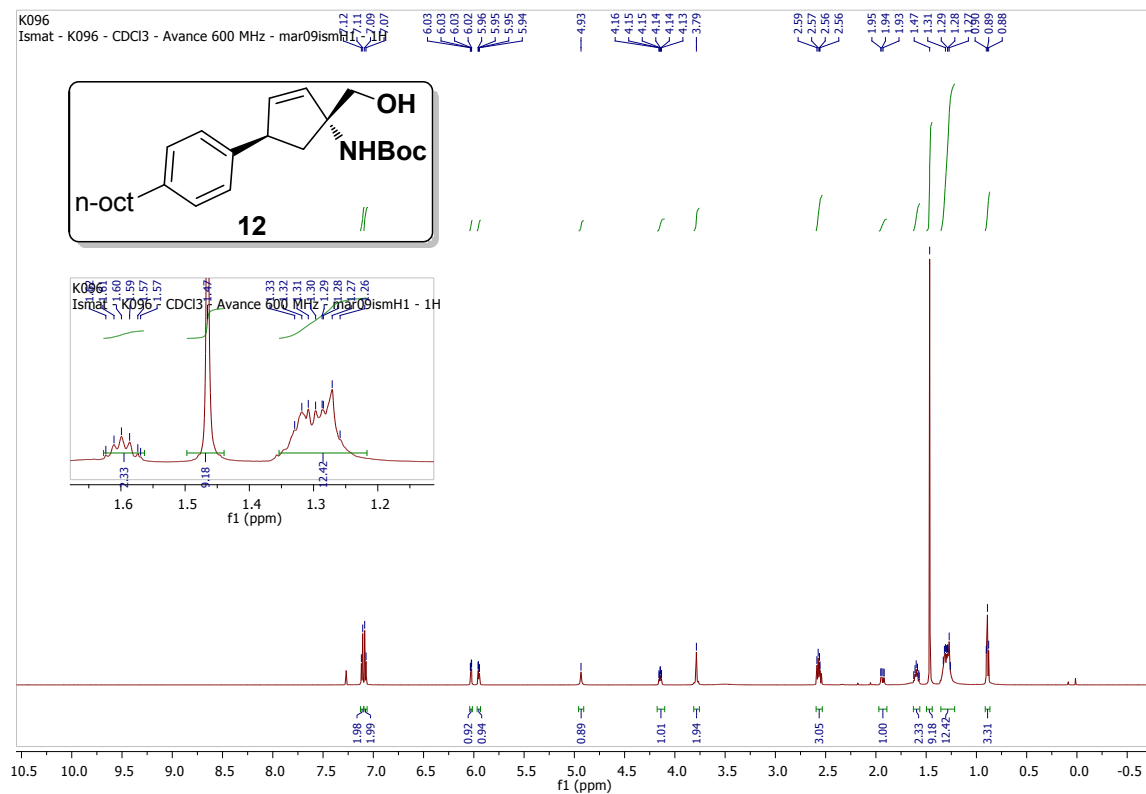 K096
Ismat - K096 - CDCl3 - Avance 600 MHz - mar09ismH1 - 1H
7.12 7.11 7.09 7.07 6.03 6.03 6.03 6.02 5.96 5.95 5.95 5.94 4.93 4.16 4.15 4.15 4.14 4.14 4.13 3.79 2.59 2.57 2.56 2.56 1.95 1.94 1.93 1.47 1.31 1.29 1.28 1.27 0.90 0.89 0.88
OH
NHBoc
n-oct
12
K096
Ismat - K096 - CDCl3 - Avance 600 MHz - mar09ismH1 - 1H
1.61 1.60 1.59 1.57 1.57 1.47 1.33 1.32 1.31 1.30 1.29 1.28 1.27 1.26
2.33 9.18 12.42
1.6 1.5 1.4 1.3 1.2
f1 (ppm)
1.98 1.99 0.92 0.94 0.89 1.01 1.94 3.05 1.00 2.33 9.18 12.42 3.31
10.5 10.0 9.5 9.0 8.5 8.0 7.5 7.0 6.5 6.0 5.5 5.0 4.5 4.0 3.5 3.0 2.5 2.0 1.5 1.0 0.5 0.0 -0.5
f1 (ppm)